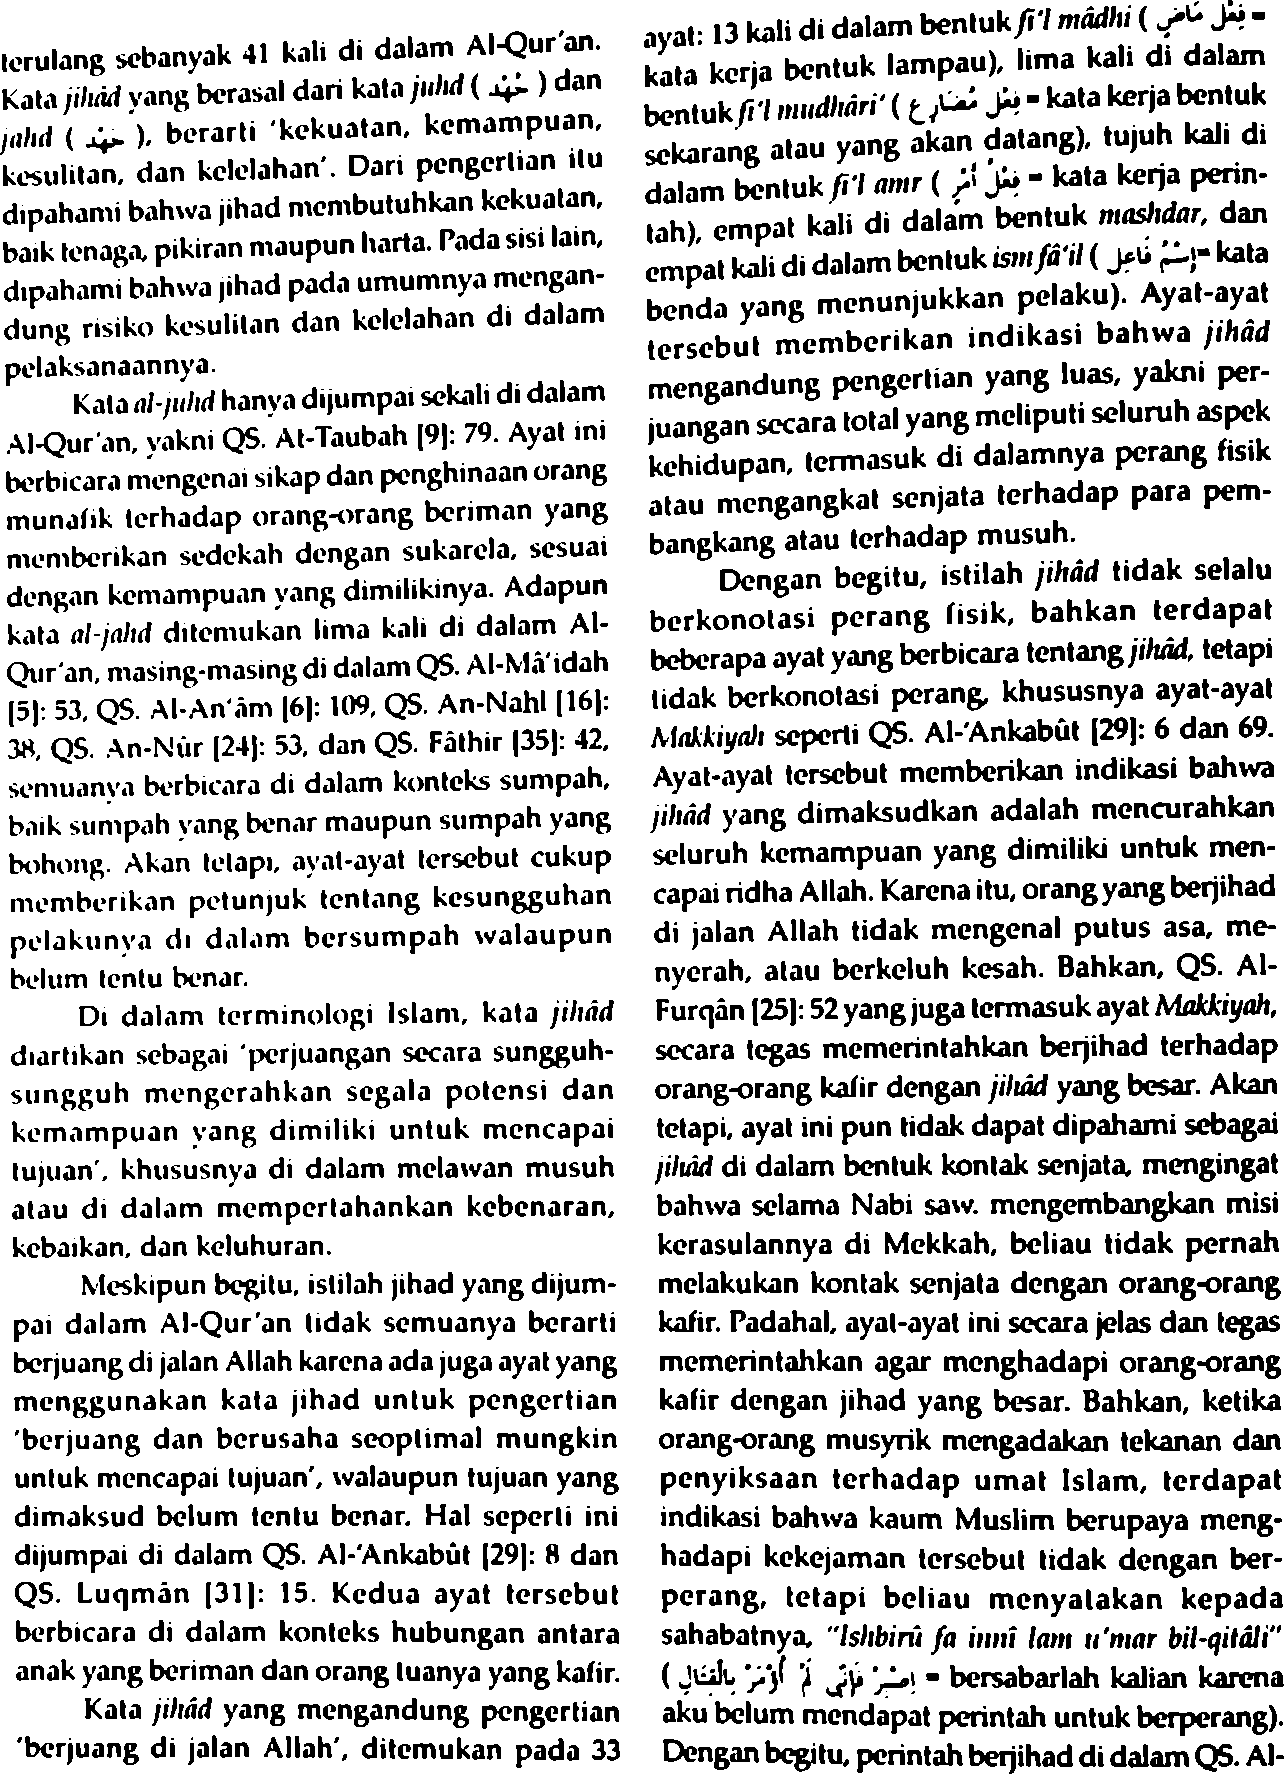 terulang sebanyak 41 kali di dalam Al-Qur'an.
Kata jihâd yang berasal dari kata juhd ( جُهْد ) dan
jahd ( جَهْد ), berarti 'kekuatan, kemampuan,
kesulitan, dan kelelahan'. Dari pengertian itu
dipahami bahwa jihad membutuhkan kekuatan,
baik tenaga, pikiran maupun harta. Pada sisi lain,
dipahami bahwa jihad pada umumnya mengan-
dung risiko kesulitan dan kelelahan di dalam
pelaksanaannya.
Kata al-juhd hanya dijumpai sekali di dalam
Al-Qur'an, yakni QS. At-Taubah [9]: 79. Ayat ini
berbicara mengenai sikap dan penghinaan orang
munafik terhadap orang-orang beriman yang
memberikan sedekah dengan sukarela, sesuai
dengan kemampuan yang dimilikinya. Adapun
kata al-jahd ditemukan lima kali di dalam Al-
Qur'an, masing-masing di dalam QS. Al-Mâ'idah
[5]: 53, QS. Al-An'âm [6]: 109, QS. An-Nahl [16]:
38, QS. An-Nûr [24]: 53, dan QS. Fâthir [35]: 42,
semuanya berbicara di dalam konteks sumpah,
baik sumpah yang benar maupun sumpah yang
bohong. Akan tetapi, ayat-ayat tersebut cukup
memberikan petunjuk tentang kesungguhan
pelakunya di dalam bersumpah walaupun
belum tentu benar.
Di dalam terminologi Islam, kata jihâd
diartikan sebagai 'perjuangan secara sungguh-
sungguh mengerahkan segala potensi dan
kemampuan yang dimiliki untuk mencapai
tujuan', khususnya di dalam melawan musuh
atau di dalam mempertahankan kebenaran,
kebaikan, dan keluhuran.
Meskipun begitu, istilah jihad yang dijum-
pai dalam Al-Qur'an tidak semuanya berarti
berjuang di jalan Allah karena ada juga ayat yang
menggunakan kata jihad untuk pengertian
'berjuang dan berusaha seoptimal mungkin
untuk mencapai tujuan', walaupun tujuan yang
dimaksud belum tentu benar. Hal seperti ini
dijumpai di dalam QS. Al-'Ankabût [29]: 8 dan
QS. Luqmân [31]: 15. Kedua ayat tersebut
berbicara di dalam konteks hubungan antara
anak yang beriman dan orang tuanya yang kafir.
Kata jihâd yang mengandung pengertian
'berjuang di jalan Allah', ditemukan pada 33
ayat: 13 kali di dalam bentuk fi'l mâdhi ( فِعْل مَاضٍ =
kata kerja bentuk lampau), lima kali di dalam
bentuk fi'l mudhâri' ( فِعْل مُضَارِع = kata kerja bentuk
sekarang atau yang akan datang), tujuh kali di
dalam bentuk fi'l amr ( فِعْل أَمْر = kata kerja perin-
tah), empat kali di dalam bentuk mashdar, dan
empat kali di dalam bentuk ism fâ'il ( إِسْم فَاعِل = kata
benda yang menunjukkan pelaku). Ayat-ayat
tersebut memberikan indikasi bahwa jihâd
mengandung pengertian yang luas, yakni per-
juangan secara total yang meliputi seluruh aspek
kehidupan, termasuk di dalamnya perang fisik
atau mengangkat senjata terhadap para pem-
bangkang atau terhadap musuh.
Dengan begitu, istilah jihâd tidak selalu
berkonotasi perang fisik, bahkan terdapat
beberapa ayat yang berbicara tentang jihâd, tetapi
tidak berkonotasi perang, khususnya ayat-ayat
Makkiyah seperti QS. Al-'Ankabût [29]: 6 dan 69.
Ayat-ayat tersebut memberikan indikasi bahwa
jihâd yang dimaksudkan adalah mencurahkan
seluruh kemampuan yang dimiliki untuk men-
capai ridha Allah. Karena itu, orang yang berjihad
di jalan Allah tidak mengenal putus asa, me-
nyerah, atau berkeluh kesah. Bahkan, QS. Al-
Furqân [25]: 52 yang juga termasuk ayat Makkiyah,
secara tegas memerintahkan berjihad terhadap
orang-orang kafir dengan jihâd yang besar. Akan
tetapi, ayat ini pun tidak dapat dipahami sebagai
jihâd di dalam bentuk kontak senjata, mengingat
bahwa selama Nabi saw. mengembangkan misi
kerasulannya di Mekkah, beliau tidak pernah
melakukan kontak senjata dengan orang-orang
kafir. Padahal, ayat-ayat ini secara jelas dan tegas
memerintahkan agar menghadapi orang-orang
kafir dengan jihad yang besar. Bahkan, ketika
orang-orang musyrik mengadakan tekanan dan
penyiksaan terhadap umat Islam, terdapat
indikasi bahwa kaum Muslim berupaya meng-
hadapi kekejaman tersebut tidak dengan ber-
perang, tetapi beliau menyatakan kepada
sahabatnya, "Ishbirû fa innî lam u'mar bil-qitâli"
( إِصْبِرْ فَإِنِّي لَمْ أُوْمَرْ بِالْقِتَالِ = bersabarlah kalian karena
aku belum mendapat perintah untuk berperang).
Dengan begitu, perintah berjihad di dalam QS. Al-